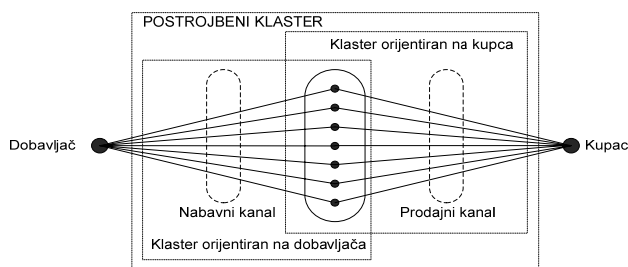 POSTROJBENI KLASTER
Klaster orijentiran na kupca
Dobavljač
Kupac
Nabavni kanal
Prodajni kanal
Klaster orijentiran na dobavljača